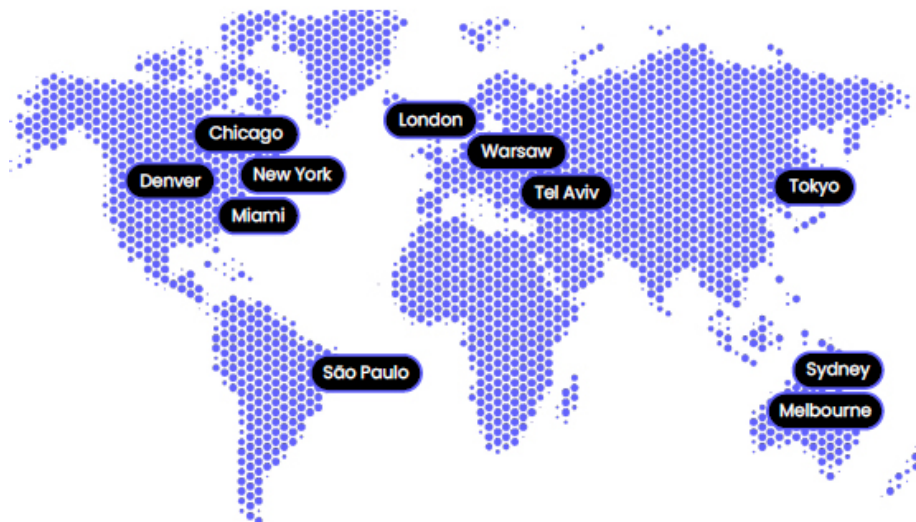 London
Chicago
Warsaw
New York
Denver
Tel Aviv
Tokyo
Miami
São Paulo
Sydney
Melbourne